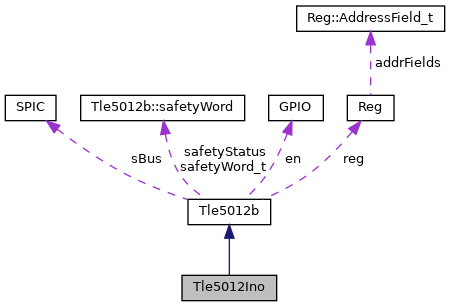 Reg::AddressField_t
addrFields
SPIC
Tle5012b::safetyWord
GPIO
Reg
sBus
safetyStatus
safetyWord_t
en
reg
Tle5012b
Tle5012Ino